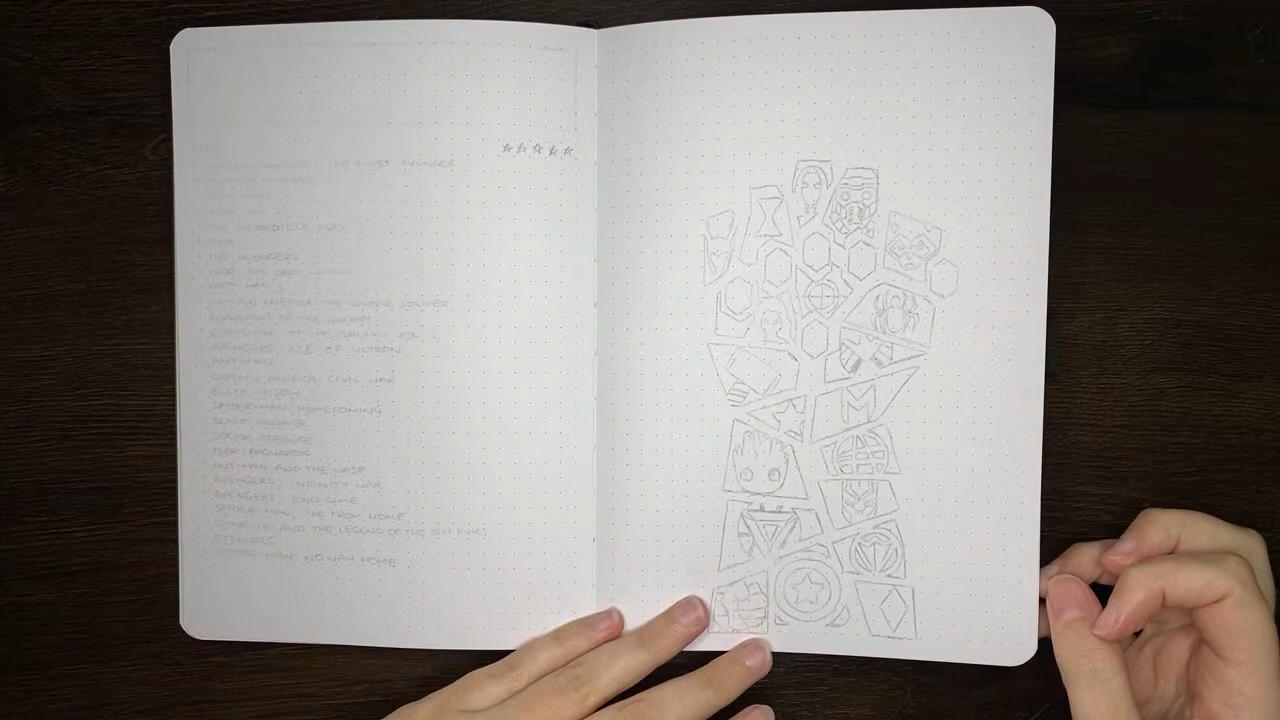 FIRST AVENGER
THE INCREDIBLE HULK
THE AVENGERS
THOR: THE DARK
IRON MAN 3
CAPTAIN AMERICA: THE WINTER SOLDIER
GUARDIANS OF THE GALAXY
GUARDIANS OF THE GALAXY VOL. 2
AVENGERS: AGE OF ULTRON
ANT-MAN
CAPTAIN AMERICA: CIVIL WAR
BLACK WIDOW
SPIDER-MAN: HOMECOMING
BLACK PANTHER
DOCTOR STRANGE
THOR: RAGNAROK
ANT-MAN AND THE WASP
AVENGERS: INFINITY WAR
AVENGERS: END GAME
SPIDER-MAN: FAR FROM HOME
SHANG-CHI AND THE LEGEND OF THE TEN RINGS
ETERNALS
SPIDER-MAN: NO WAY HOME
M